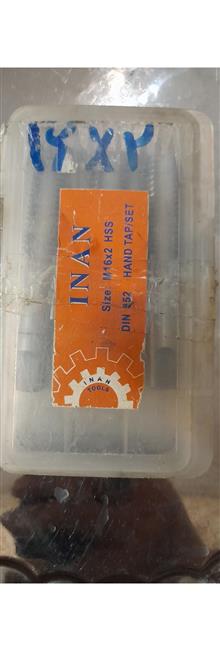 ۱۶X۲
INAN
Size: M16x2 HSS
DIN 352 HAND TAP/SET
INAN
TOOLS